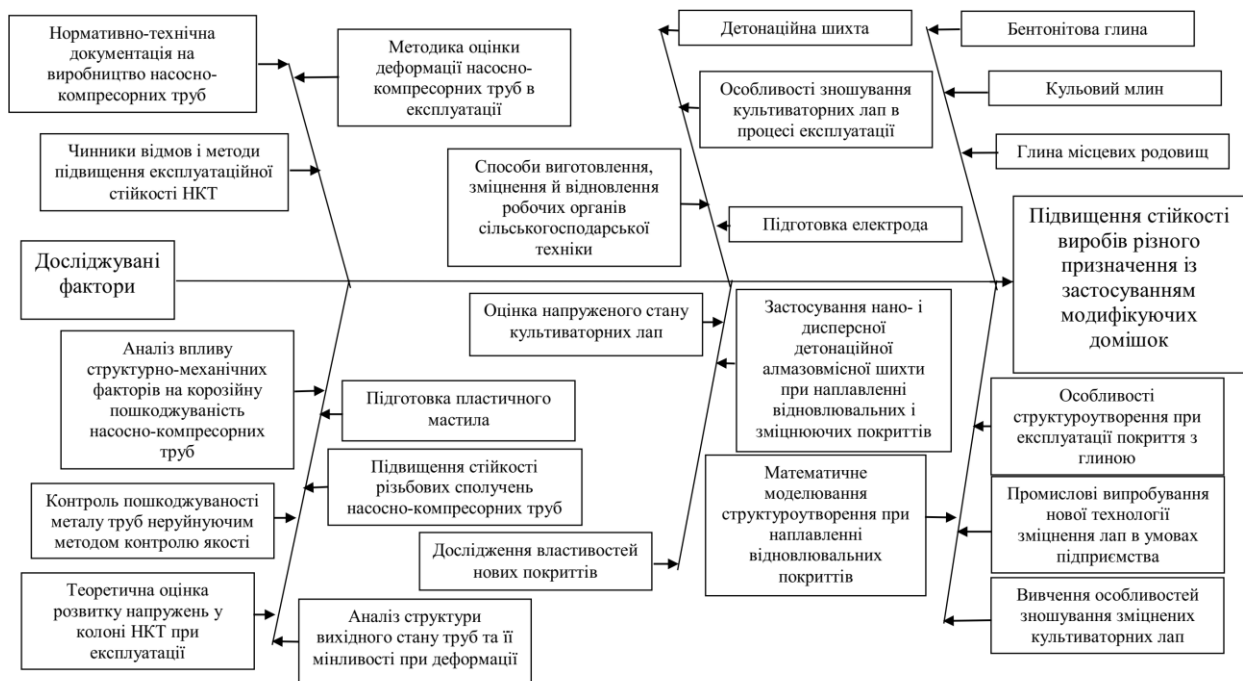 Нормативно-технічна
документація на
виробництво насосно-
компресорних труб
Методика оцінки
деформації насосно-
компресорних труб в
експлуатації
Чинники відмов і методи
підвищення експлуатаційної
стійкості НКТ
Детонаційна шихта
Особливості зношування
культиваторних лап в
процесі експлуатації
Способи виготовлення,
зміцнення й відновлення
робочих органів
сільськогосподарської
техніки
Підготовка електрода
Бентонітова глина
Кульовий млин
Глина місцевих родовищ
Досліджувані
фактори
Підвищення стійкості
виробів різного
призначення із
застосуванням
модифікуючих
домішок
Аналіз впливу
структурно-механічних
факторів на корозійну
пошкоджуваність
насосно-компресорних
труб
Підготовка пластичного
мастила
Контроль пошкоджуваності
металу труб неруйнуючим
методом контролю якості
Підвищення стійкості
різьбових сполучень
насосно-компресорних труб
Теоретична оцінка
розвитку напружень у
колоні НКТ при
експлуатації
Аналіз структури
вихідного стану труб та її
мінливості при деформації
Оцінка напруженого стану
культиваторних лап
Застосування нано- і
дисперсної
детонаційної
алмазовмісної шихти
при наплавленні
відновлювальних і
зміцнюючих покриттів
Дослідження властивостей
нових покриттів
Математичне
моделювання
структуроутворення при
наплавленні
відновлювальних
покриттів
Особливості
структуроутворення при
експлуатації покриття з
глиною
Промислові випробування
нової технології
зміцнення лап в умовах
підприємства
Вивчення особливостей
зношування зміцнених
культиваторних лап